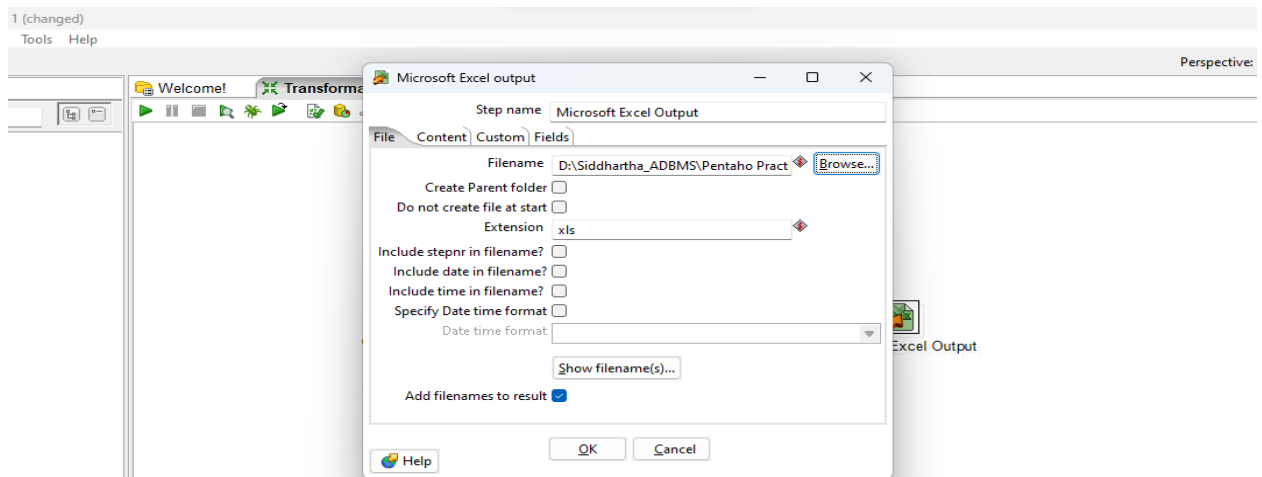 1 (changed)
Tools Help
Perspective:
Welcome! Transforma
Microsoft Excel output
Step name Microsoft Excel Output
File Content Custom Fields
Filename D:\Siddhartha_ADBMS\Pentaho Pract Browse...
Create Parent folder
Do not create file at start
Extension xls
Include stepnr in filename?
Include date in filename?
Include time in filename?
Specify Date time format
Date time format
Excel Output
Show filename(s)...
Add filenames to result
OK Cancel
Help